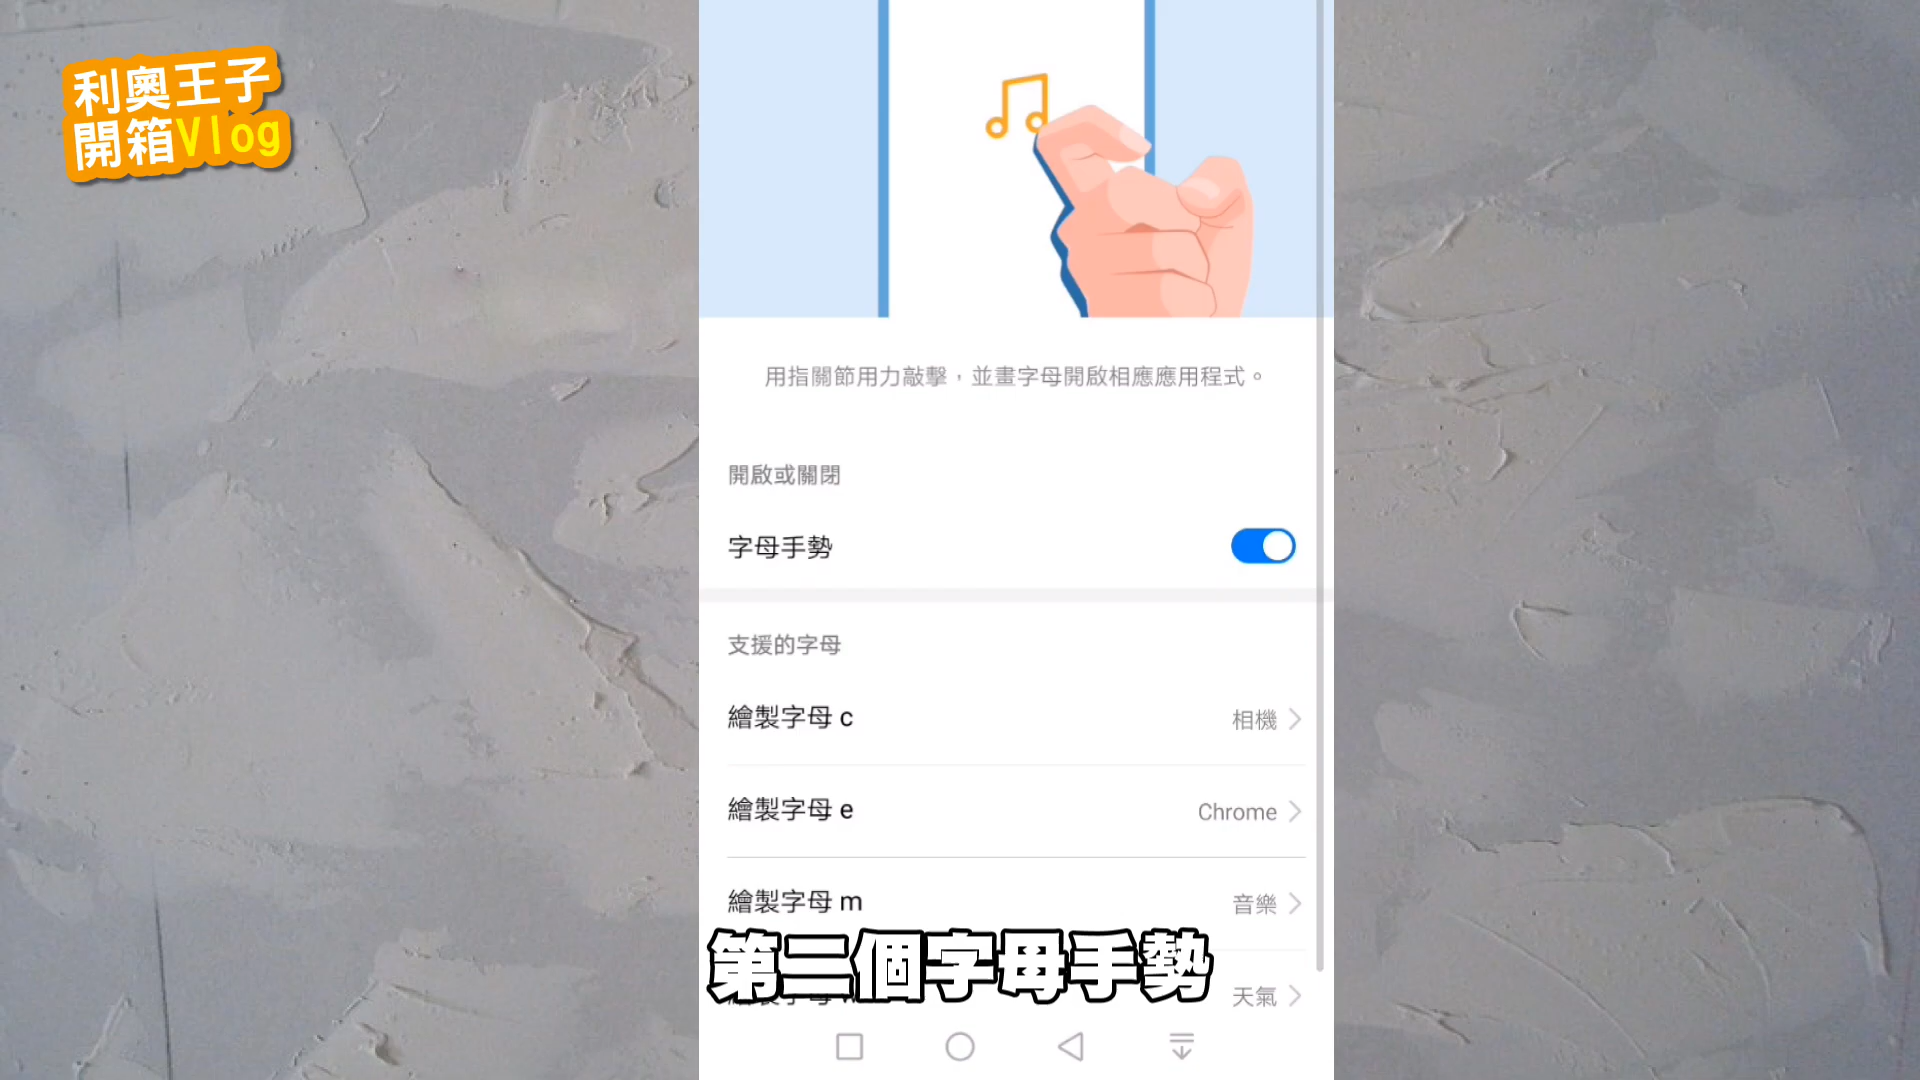 利奧王子
開箱Vlog
用指關節用力敲擊，並畫字母開啟相應應用程式。
開啟或關閉
字母手勢
支援的字母
繪製字母 c
相機
繪製字母 e
Chrome
繪製字母 m
音樂
第二個字母手勢
天氣